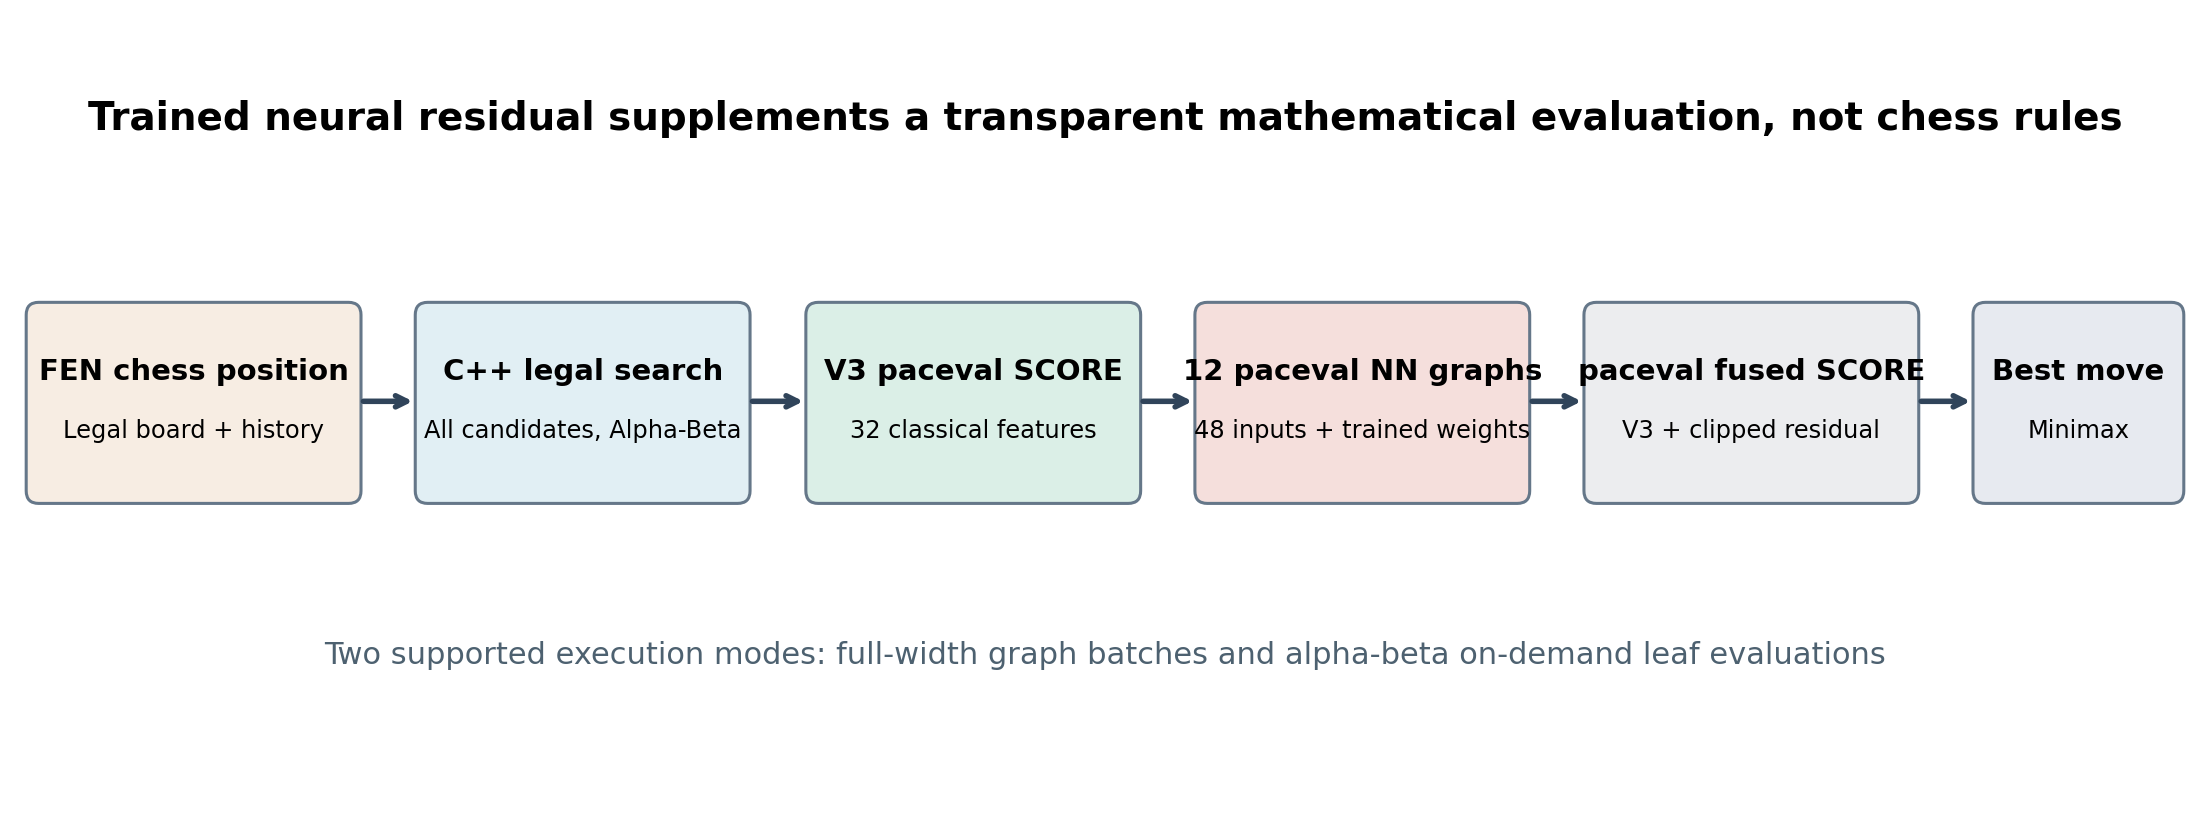 Trained neural residual supplements a transparent mathematical evaluation, not chess rules
FEN chess position
Legal board + history
C++ legal search
All candidates, Alpha-Beta
V3 paceval SCORE
32 classical features
12 paceval NN graphs
48 inputs + trained weights
paceval fused SCORE
V3 + clipped residual
Best move
Minimax
Two supported execution modes: full-width graph batches and alpha-beta on-demand leaf evaluations